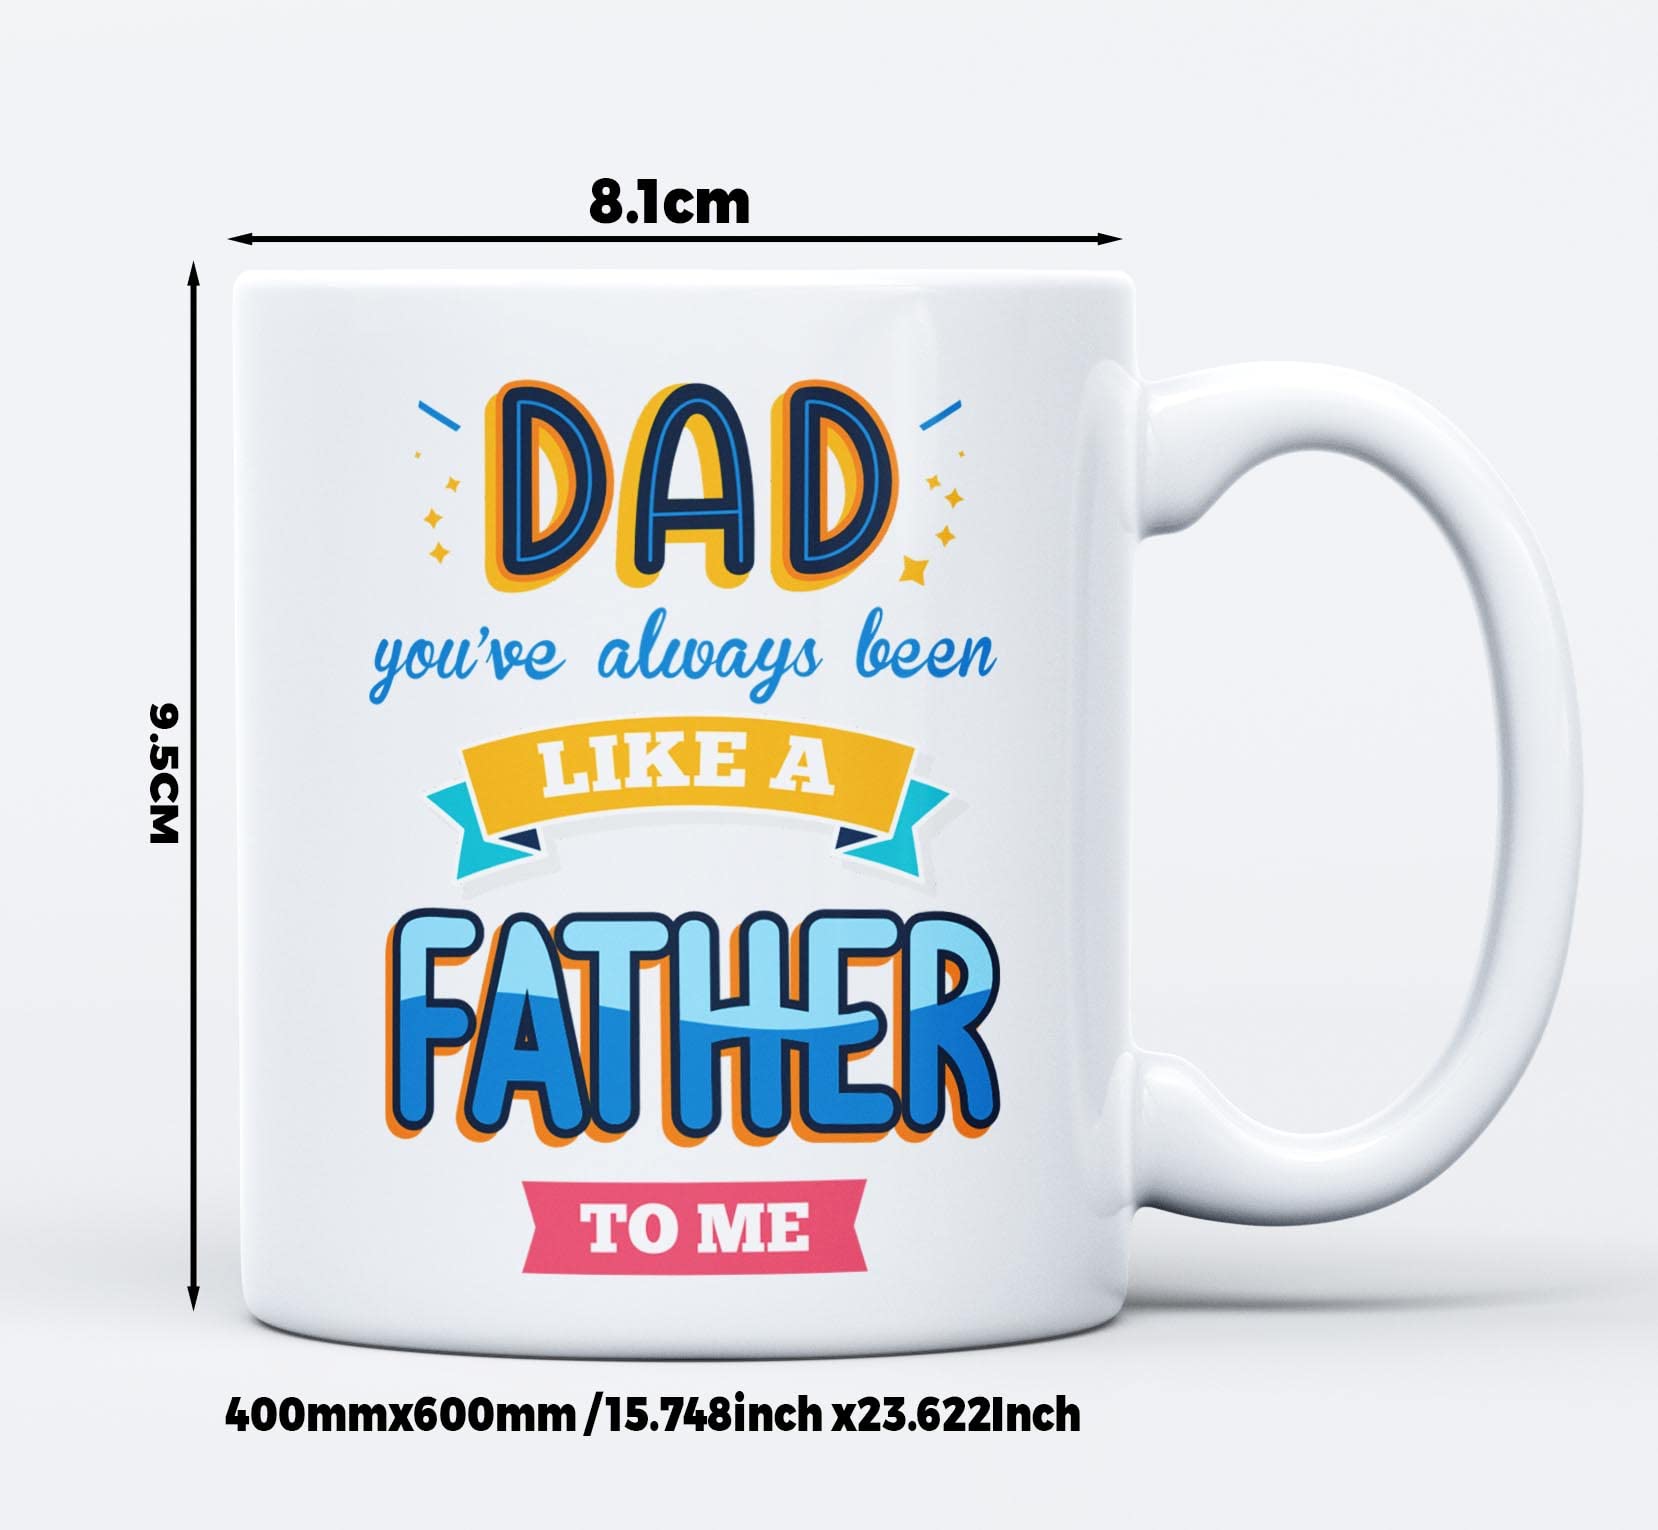 8.1cm
9.5CM
DAD
you've always been
LIKE A
FATHER
TO ME
400mmx600mm /15.748inch x23.622Inch